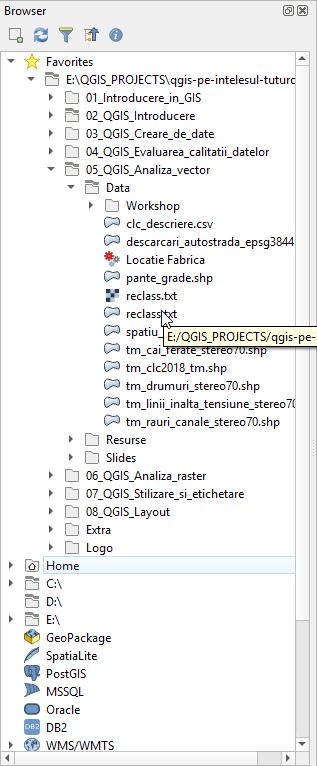 Browser
Favorites
E:\QGIS_PROJECTS\qgis-pe-intelesul-tuturo
01_Introducere_in_GIS
02_QGIS_Introducere
03_QGIS_Creare_de_date
04_QGIS_Evaluarea_calitatii_datelor
05_QGIS_Analiza_vector
Data
Workshop
clc_descriere.csv
descarcari_autostrada_epsg3844
Locatie Fabrica
pante_grade.shp
reclass.txt
reclass.txt
spatiu_
E:/QGIS_PROJECTS/qgis-pe-
tm_cai_ferate_stereo70.shp
tm_clc2018_tm.shp
tm_drumuri_stereo70.shp
tm_linii_inalta_tensiune_stereo70
tm_rauri_canale_stereo70.shp
Resurse
Slides
06_QGIS_Analiza_raster
07_QGIS_Stilizare_si_etichetare
08_QGIS_Layout
Extra
Logo
Home
C:\
D:\
E:\
GeoPackage
SpatiaLite
PostGIS
MSSQL
Oracle
DB2 DB2
WMS/WMTS